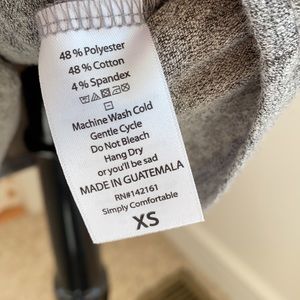 48 % Polyester
48 % Cotton
4 % Spandex
Machine Wash Cold
Gentle Cycle
Do Not Bleach
Hang Dry
or you'll be sad
MADE IN GUATEMALA
RN#142161
Simply Comfortable
XS